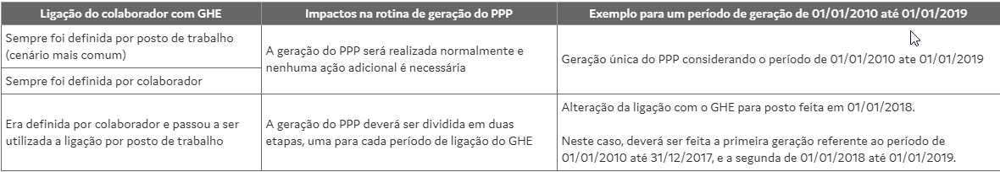 Ligação do colaborador com GHE
Impactos na rotina de geração do PPP
Exemplo para um período de geração de 01/01/2010 até 01/01/2019
Sempre foi definida por posto de trabalho
(cenário mais comum)
Sempre foi definida por colaborador
A geração do PPP será realizada normalmente e
nenhuma ação adicional é necessária
Geração única do PPP considerando o período de 01/01/2010 ate 01/01/2019
Era definida por colaborador e passou a ser
utilizada a ligação por posto de trabalho
A geração do PPP deverá ser dividida em duas
etapas, uma para cada período de ligação do GHE
Alteração da ligação com o GHE para posto feita em 01/01/2018.
Neste caso, deverá ser feita a primeira geração referente ao período de
01/01/2010 até 31/12/2017, e a segunda de 01/01/2018 até 01/01/2019.